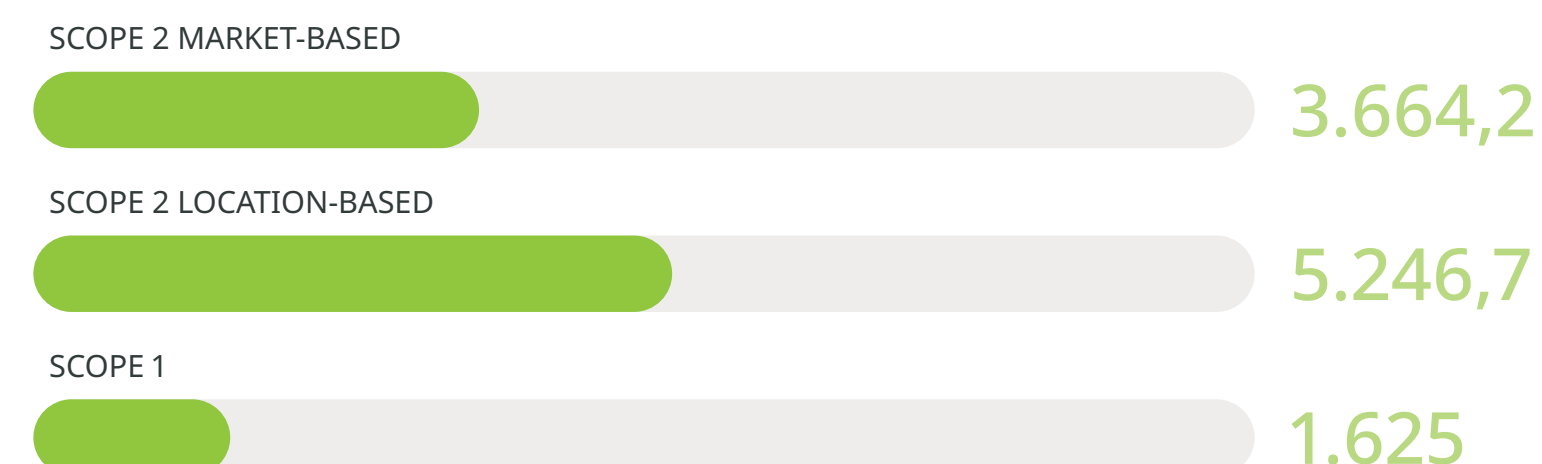 SCOPE 2 MARKET-BASED
3.664,2
SCOPE 2 LOCATION-BASED
5.246,7
SCOPE 1
1.625